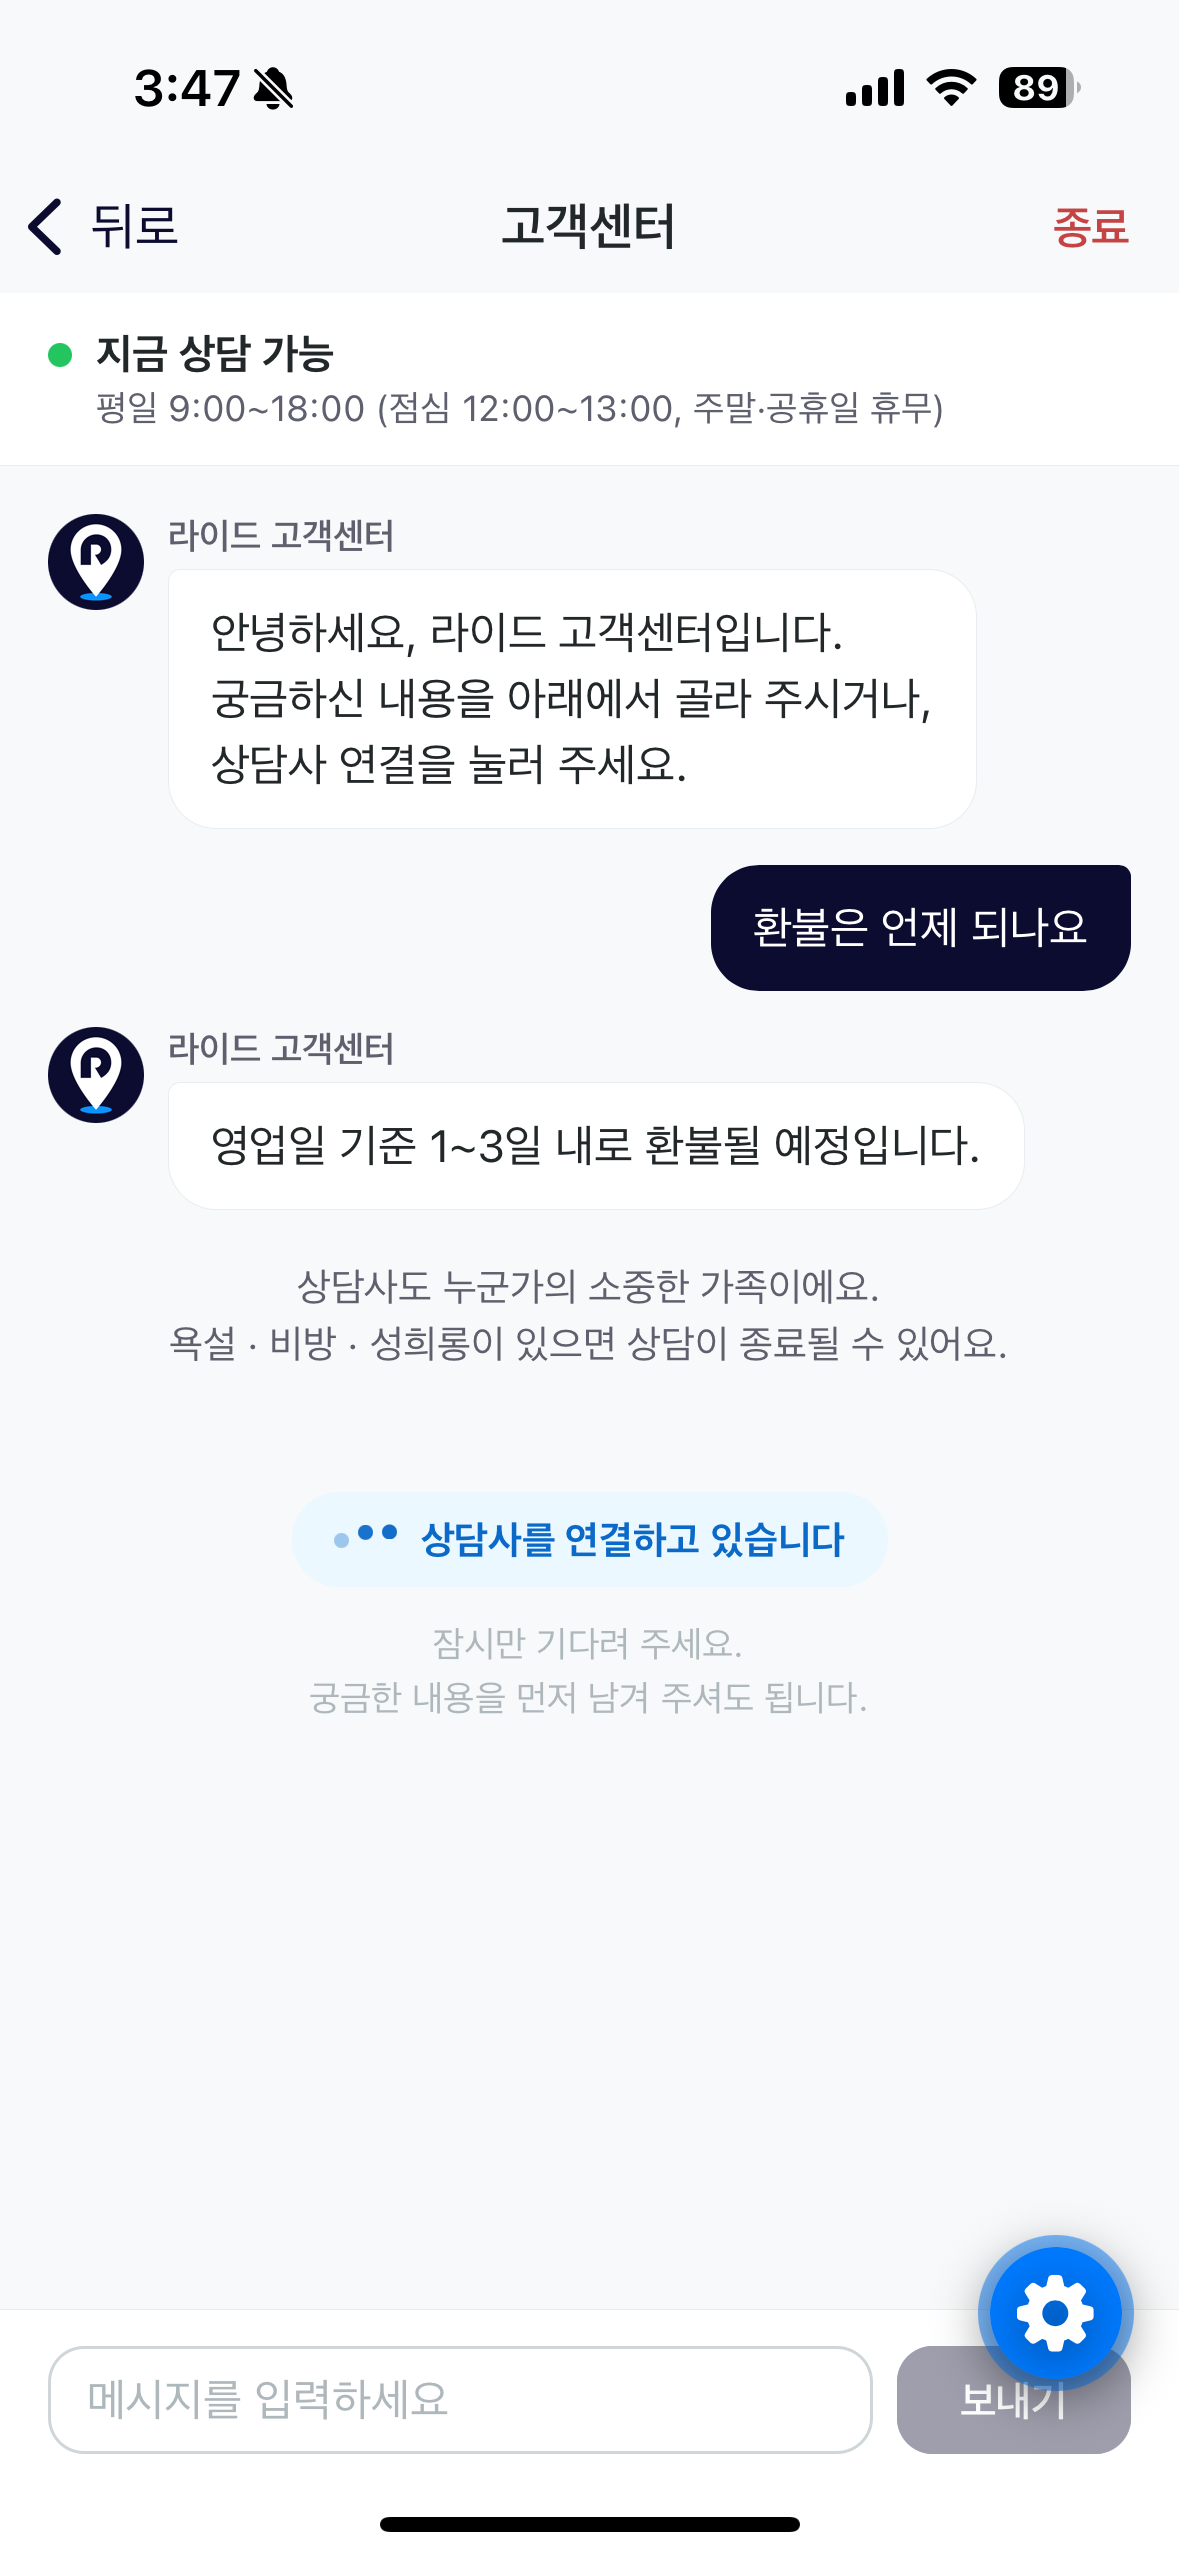 3:47
89
뒤로
고객센터
종료
지금 상담 가능
평일 9:00~18:00 (점심 12:00~13:00, 주말·공휴일 휴무)
라이드 고객센터
안녕하세요, 라이드 고객센터입니다.
궁금하신 내용을 아래에서 골라 주시거나,
상담사 연결을 눌러 주세요.
환불은 언제 되나요
라이드 고객센터
영업일 기준 1~3일 내로 환불될 예정입니다.
상담사도 누군가의 소중한 가족이에요.
욕설 · 비방 · 성희롱이 있으면 상담이 종료될 수 있어요.
상담사를 연결하고 있습니다
잠시만 기다려 주세요.
궁금한 내용을 먼저 남겨 주셔도 됩니다.
메시지를 입력하세요
보내기